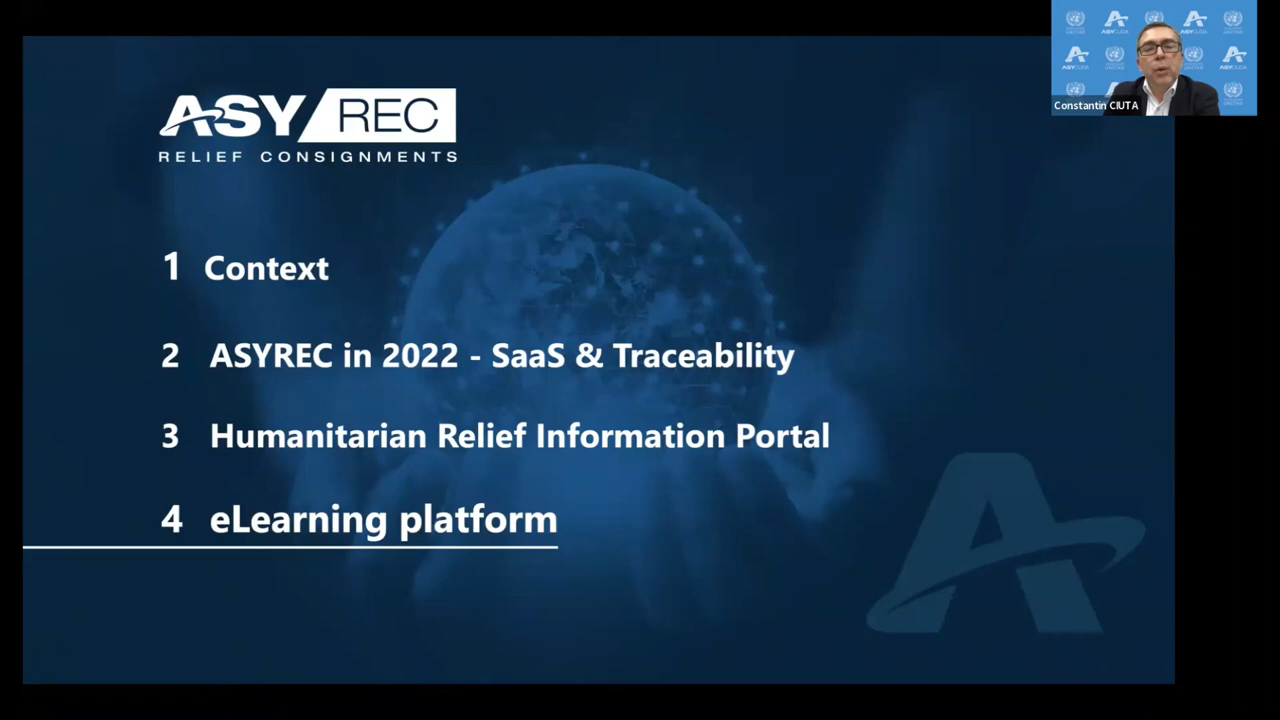 ASY REC
RELIEF CONSIGNMENTS
1 Context
2 ASYREC in 2022 - SaaS & Traceability
3 Humanitarian Relief Information Portal
4 eLearning platform
Constantin CIUTA
ASYCUDA